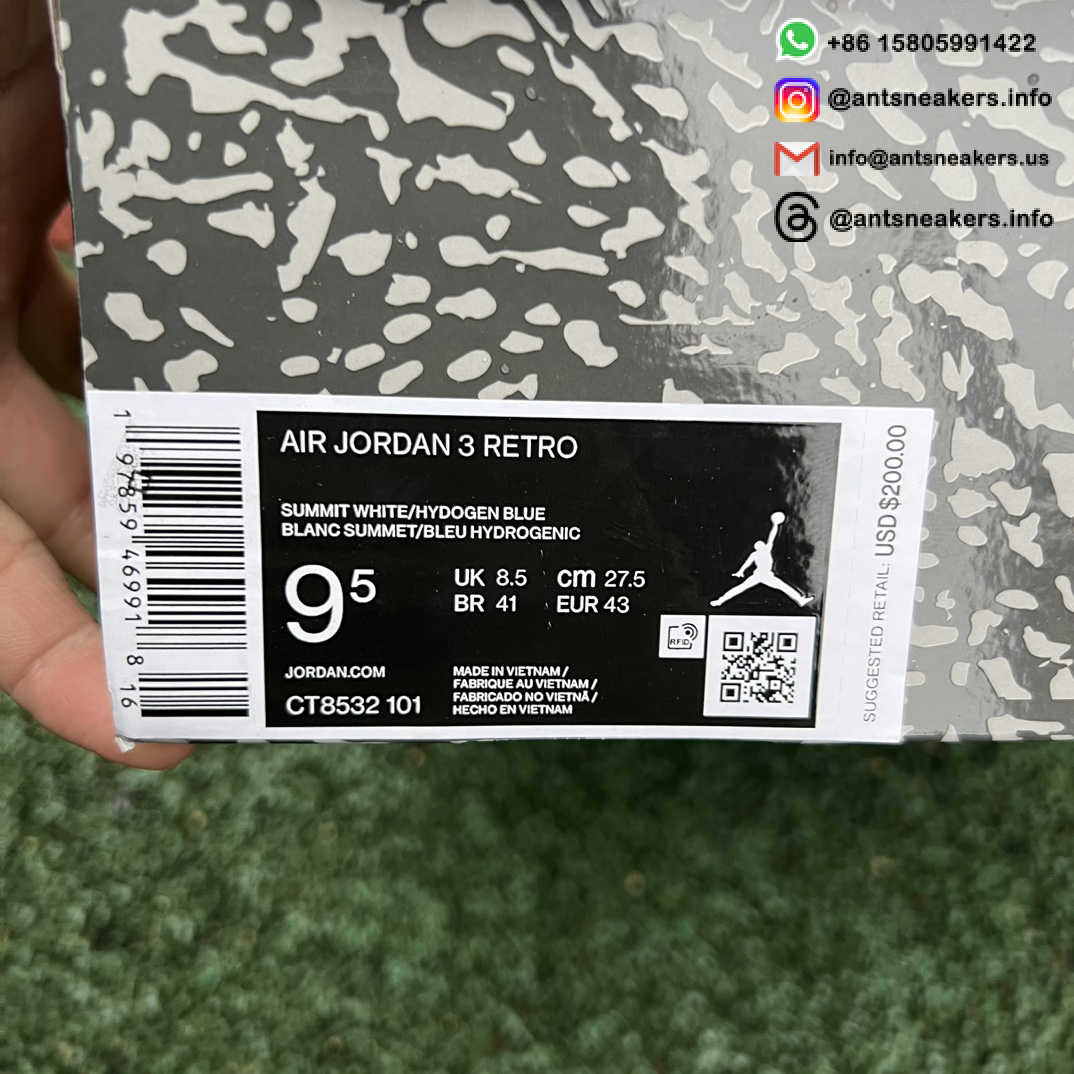 +86 15805991422
@antsneakers.info
info@antsneakers.us
@antsneakers.info
AIR JORDAN 3 RETRO
SUMMIT WHITE/HYDOGEN BLUE
BLANC SUMMET/BLEU HYDROGENIC
9⁵
UK 8.5 cm 27.5
BR 41 EUR 43
RFID
JORDAN.COM
CT8532 101
MADE IN VIETNAM /
FABRIQUE AU VIETNAM /
FABRICADO NO VIETNÃ /
HECHO EN VIETNAM
1 97859 46991 8 16
SUGGESTED RETAIL: USD $200.00